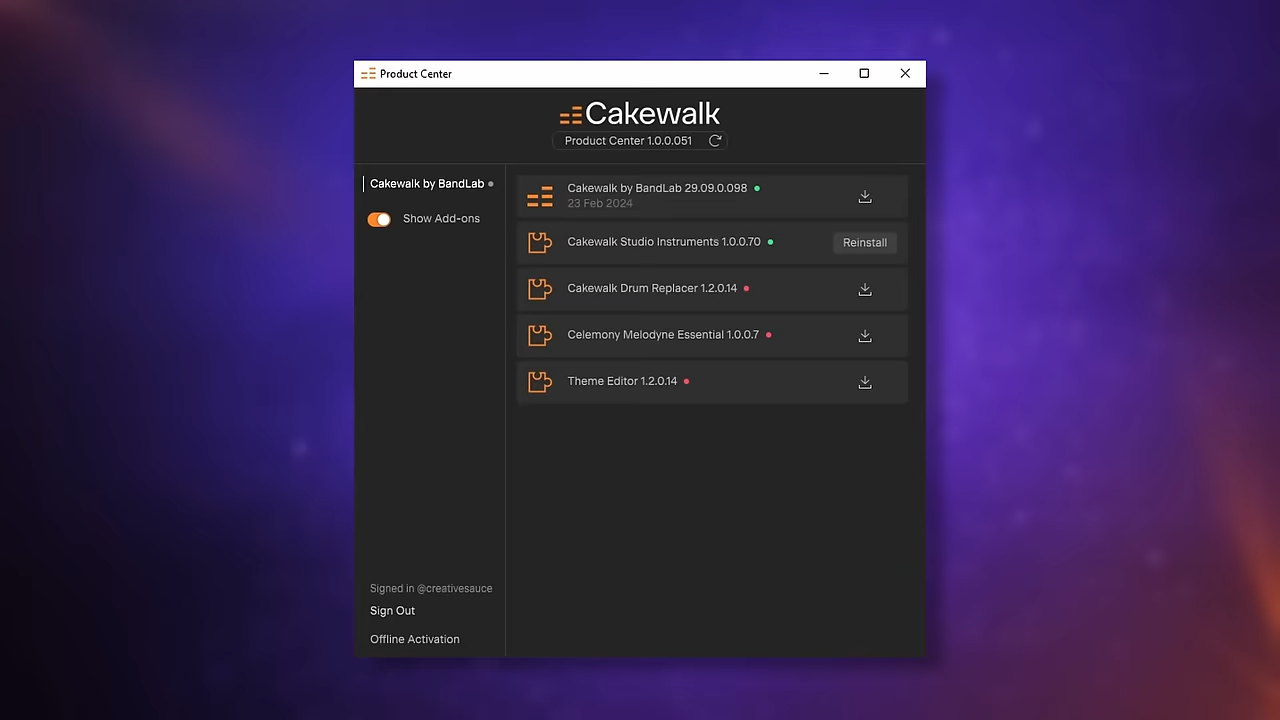 Product Center
Cakewalk
Product Center 1.0.0.051
Cakewalk by BandLab
Show Add-ons
Cakewalk by BandLab 29.09.0.098
23 Feb 2024
Cakewalk Studio Instruments 1.0.0.70
Reinstall
Cakewalk Drum Replacer 1.2.0.14
Celemony Melodyne Essential 1.0.0.7
Theme Editor 1.2.0.14
Signed in @creativesauce
Sign Out
Offline Activation